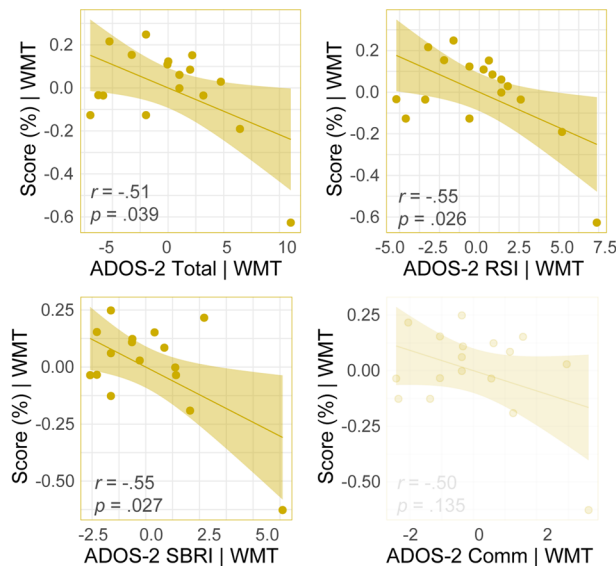 Score (%) | WMT
0.2
0.0
-0.2
-0.4
-0.6
r = -.51
p = .039
-5 0 5 10
ADOS-2 Total | WMT
Score (%) | WMT
0.2
0.0
-0.2
-0.4
-0.6
r = -.55
p = .026
-5.0 -2.5 0.0 2.5 5.0 7.5
ADOS-2 RSI | WMT
Score (%) | WMT
0.25
0.00
-0.25
-0.50
r = -.55
p = .027
-2.5 0.0 2.5 5.0
ADOS-2 SBRI | WMT
Score (%) | WMT
0.25
0.00
-0.25
-0.50
r = -.50
p = .135
-2 0 2
ADOS-2 Comm | WMT